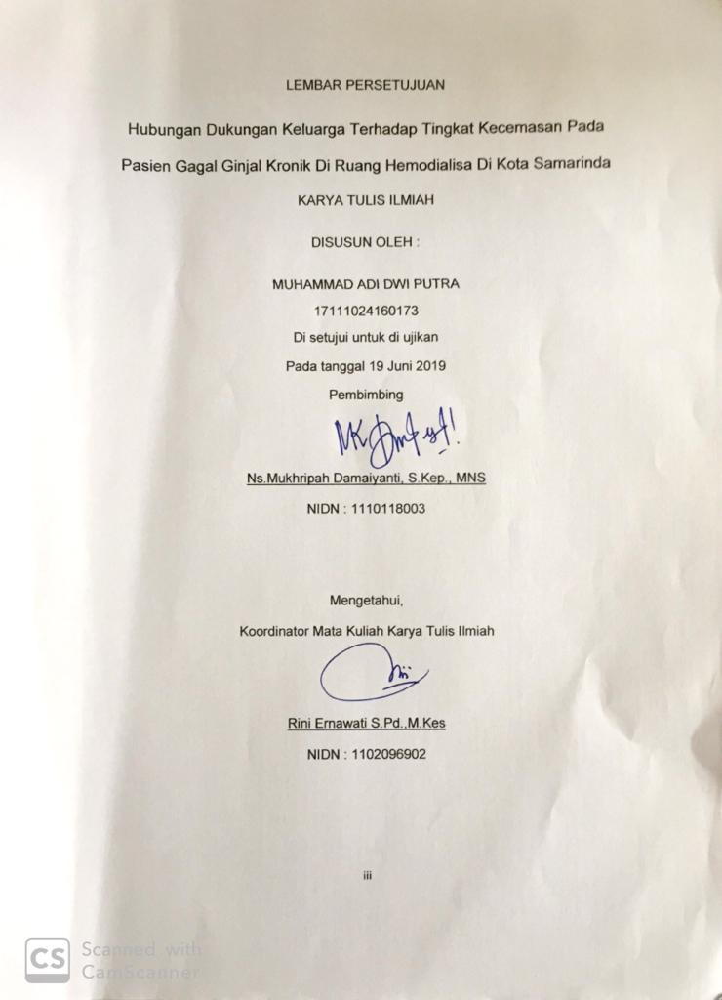 LEMBAR PERSETUJUAN
Hubungan Dukungan Keluarga Terhadap Tingkat Kecemasan Pada
Pasien Gagal Ginjal Kronik Di Ruang Hemodialisa Di Kota Samarinda
KARYA TULIS ILMIAH
DISUSUN OLEH :
MUHAMMAD ADI DWI PUTRA
17111024160173
Di setujui untuk di ujikan
Pada tanggal 19 Juni 2019
Pembimbing
Ns.Mukhripah Damaiyanti, S.Kep., MNS
NIDN : 1110118003
Mengetahui,
Koordinator Mata Kuliah Karya Tulis Ilmiah
Rini Ernawati S.Pd.,M.Kes
NIDN : 1102096902
iii
CS Scanned with
CamScanner